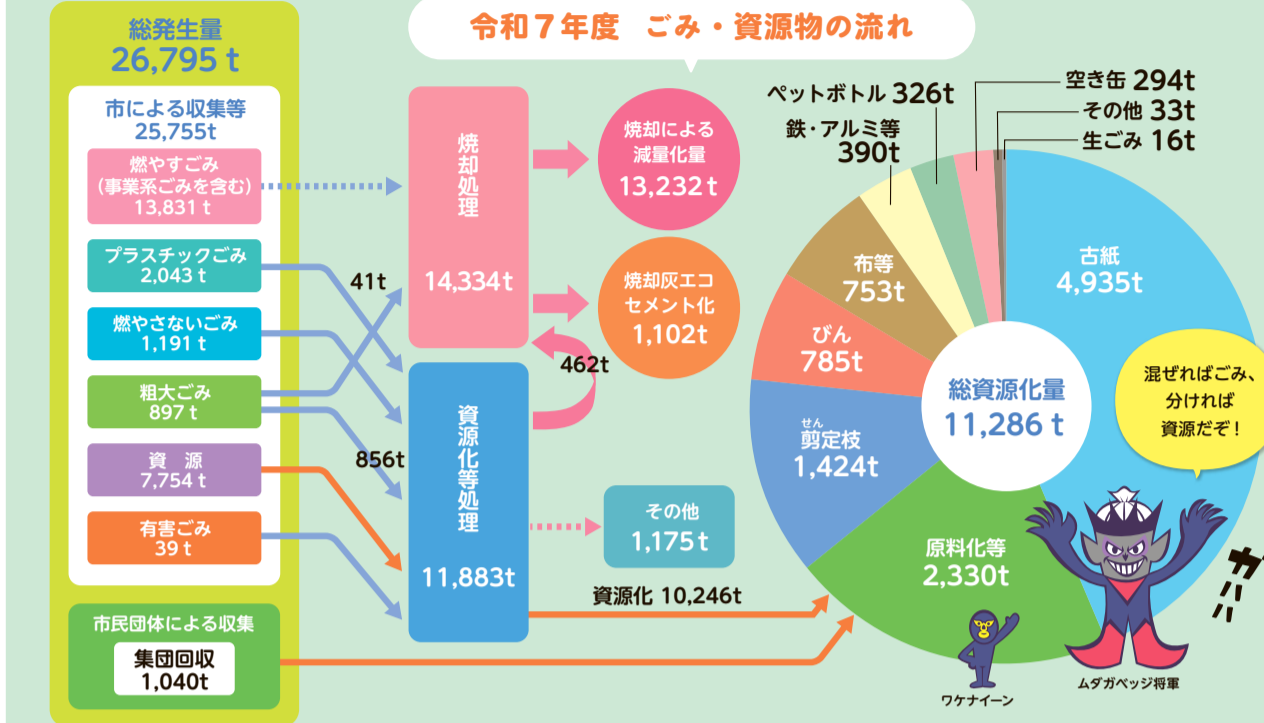 令和7年度 ごみ・資源物の流れ
総発生量
26,795 t
市による収集等
25,755t
燃やすごみ
(事業系ごみを含む)
13,831 t
プラスチックごみ
2,043 t
燃やさないごみ
1,191 t
粗大ごみ
897 t
資 源
7,754 t
有害ごみ
39 t
市民団体による収集
集団回収
1,040t
41t
856t
焼却処理
14,334t
資源化等処理
11,883t
462t
焼却による
減量化量
13,232 t
焼却灰エコ
セメント化
1,102t
その他
1,175t
資源化 10,246t
総資源化量
11,286 t
古紙
4,935t
原料化等
2,330t
せん
剪定枝
1,424t
びん
785t
布等
753t
鉄・アルミ等
390t
ペットボトル 326t
空き缶 294t
その他 33t
生ごみ 16t
混ぜればごみ、
分ければ
資源だぞ!
ワケナイーン
ムダガベッジ将軍